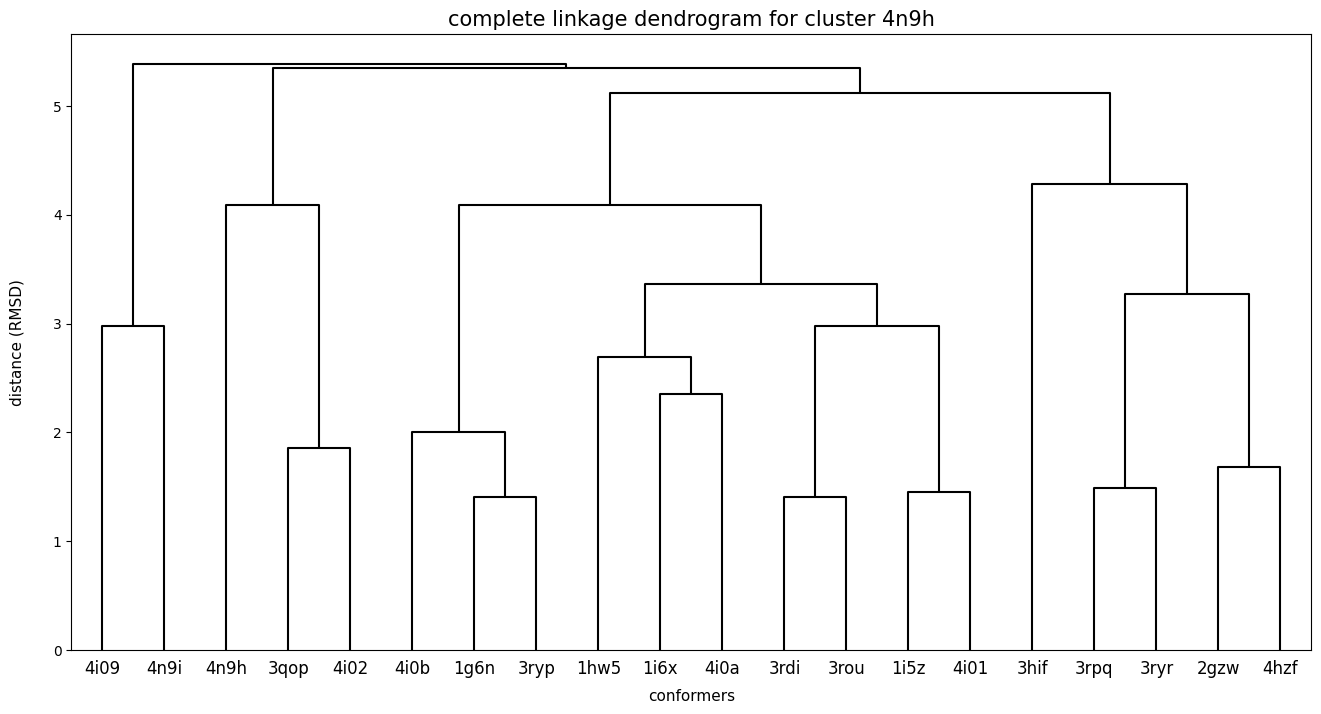 complete linkage dendrogram for cluster 4n9h
5
4
3
2
1
0
distance (RMSD)
4i09 4n9i 4n9h 3qop 4i02 4i0b 1g6n 3ryp 1hw5 1i6x 4i0a 3rdi 3rou 1i5z 4i01 3hif 3rpq 3ryr 2gzw 4hzf
conformers